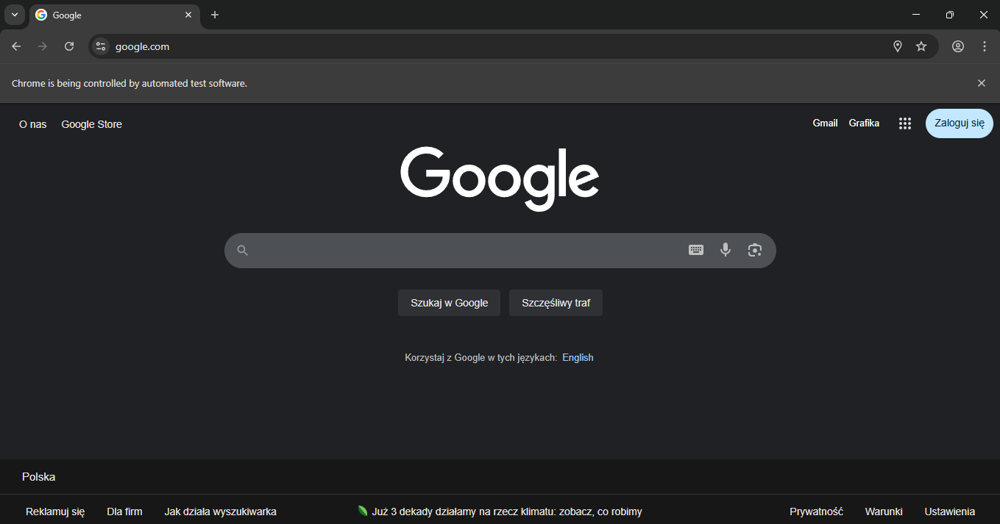 Google
google.com
Chrome is being controlled by automated test software.
O nas Google Store Gmail Grafika Zaloguj się
Google
Szukaj w Google Szczęśliwy traf
Korzystaj z Google w tych językach: English
Polska
Reklamuj się Dla firm Jak działa wyszukiwarka Już 3 dekady działamy na rzecz klimatu: zobacz, co robimy Prywatność Warunki Ustawienia